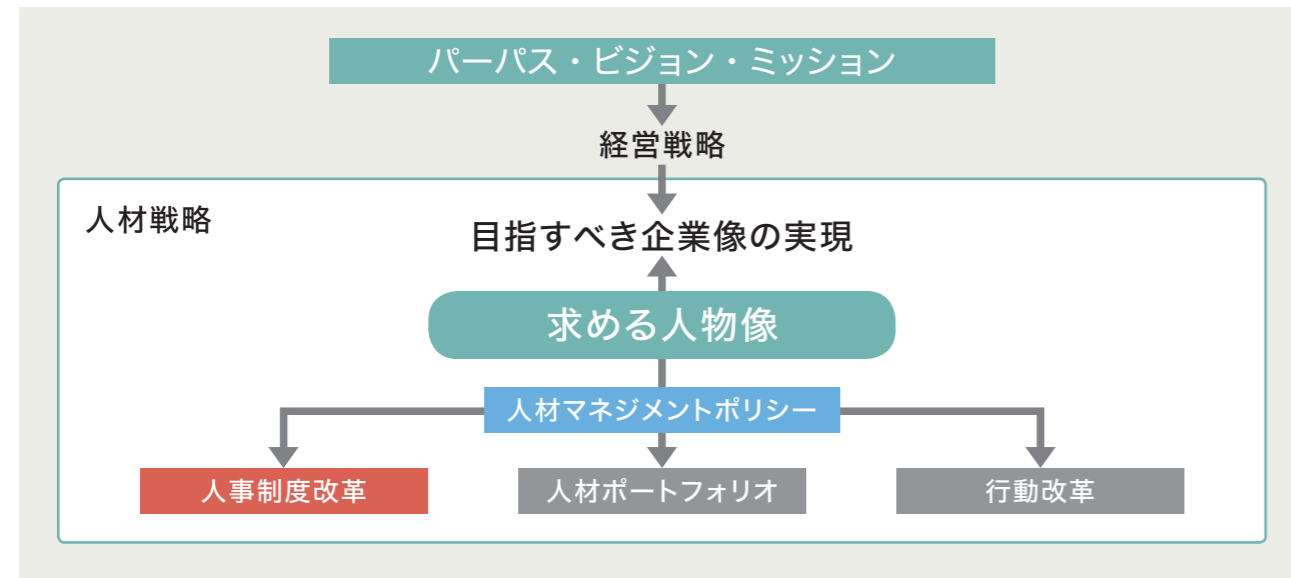 パーパス・ビジョン・ミッション
経営戦略
人材戦略
目指すべき企業像の実現
求める人物像
人材マネジメントポリシー
人事制度改革
人材ポートフォリオ
行動改革